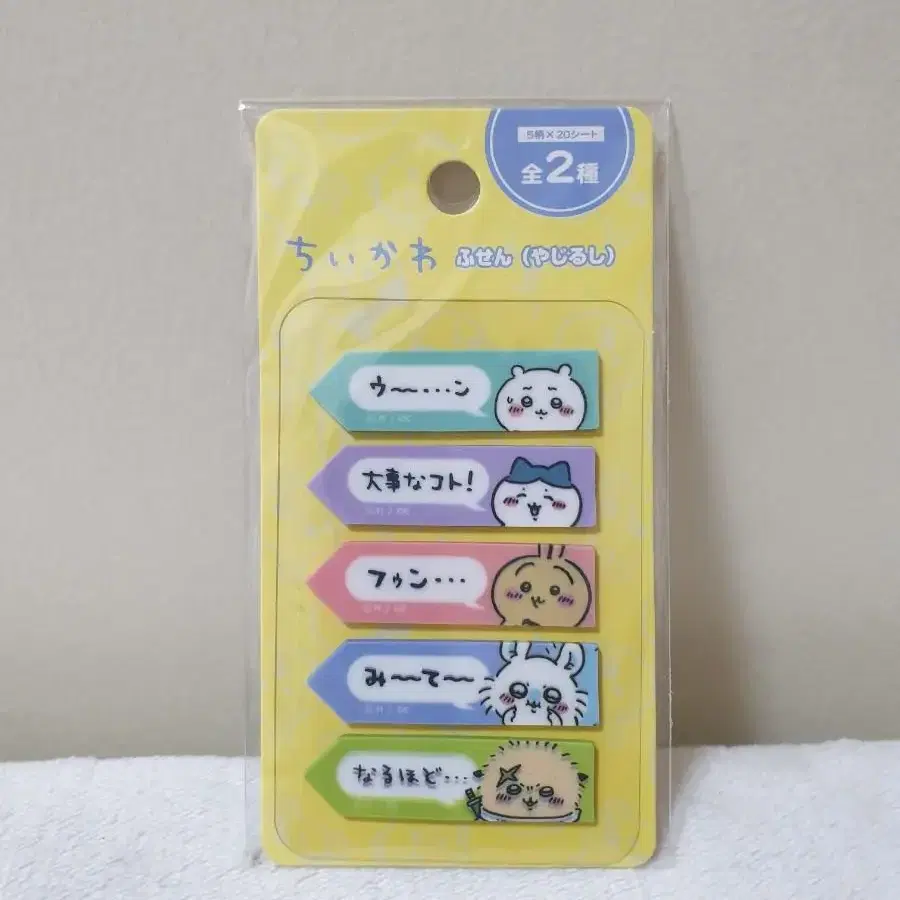 5柄×20シート
全2種
ちいかわ ふせん(やじるし)
ウ〜…ン
大事なコト!
フゥン…
み〜て〜
なるほど…